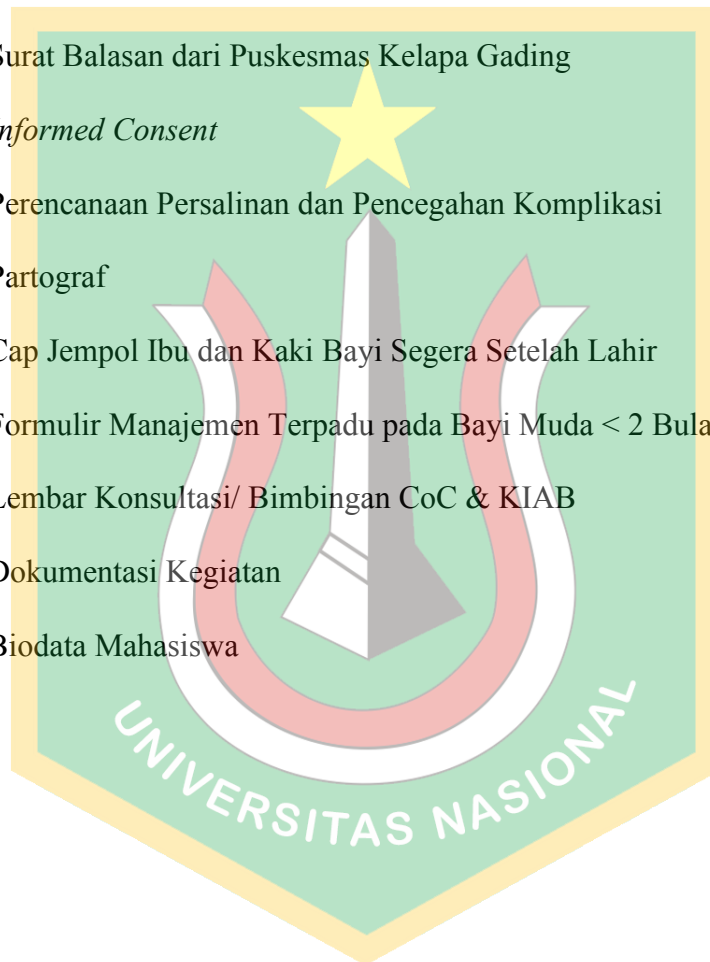 Surat Balasan dari Puskesmas Kelapa Gading
Informed Consent
Perencanaan Persalinan dan Pencegahan Komplikasi
Partograf
Cap Jempol Ibu dan Kaki Bayi Segera Setelah Lahir
Formulir Manajemen Terpadu pada Bayi Muda < 2 Bula
Lembar Konsultasi/ Bimbingan CoC & KIAB
Dokumentasi Kegiatan
Biodata Mahasiswa
UNIVERSITAS NASIONAL